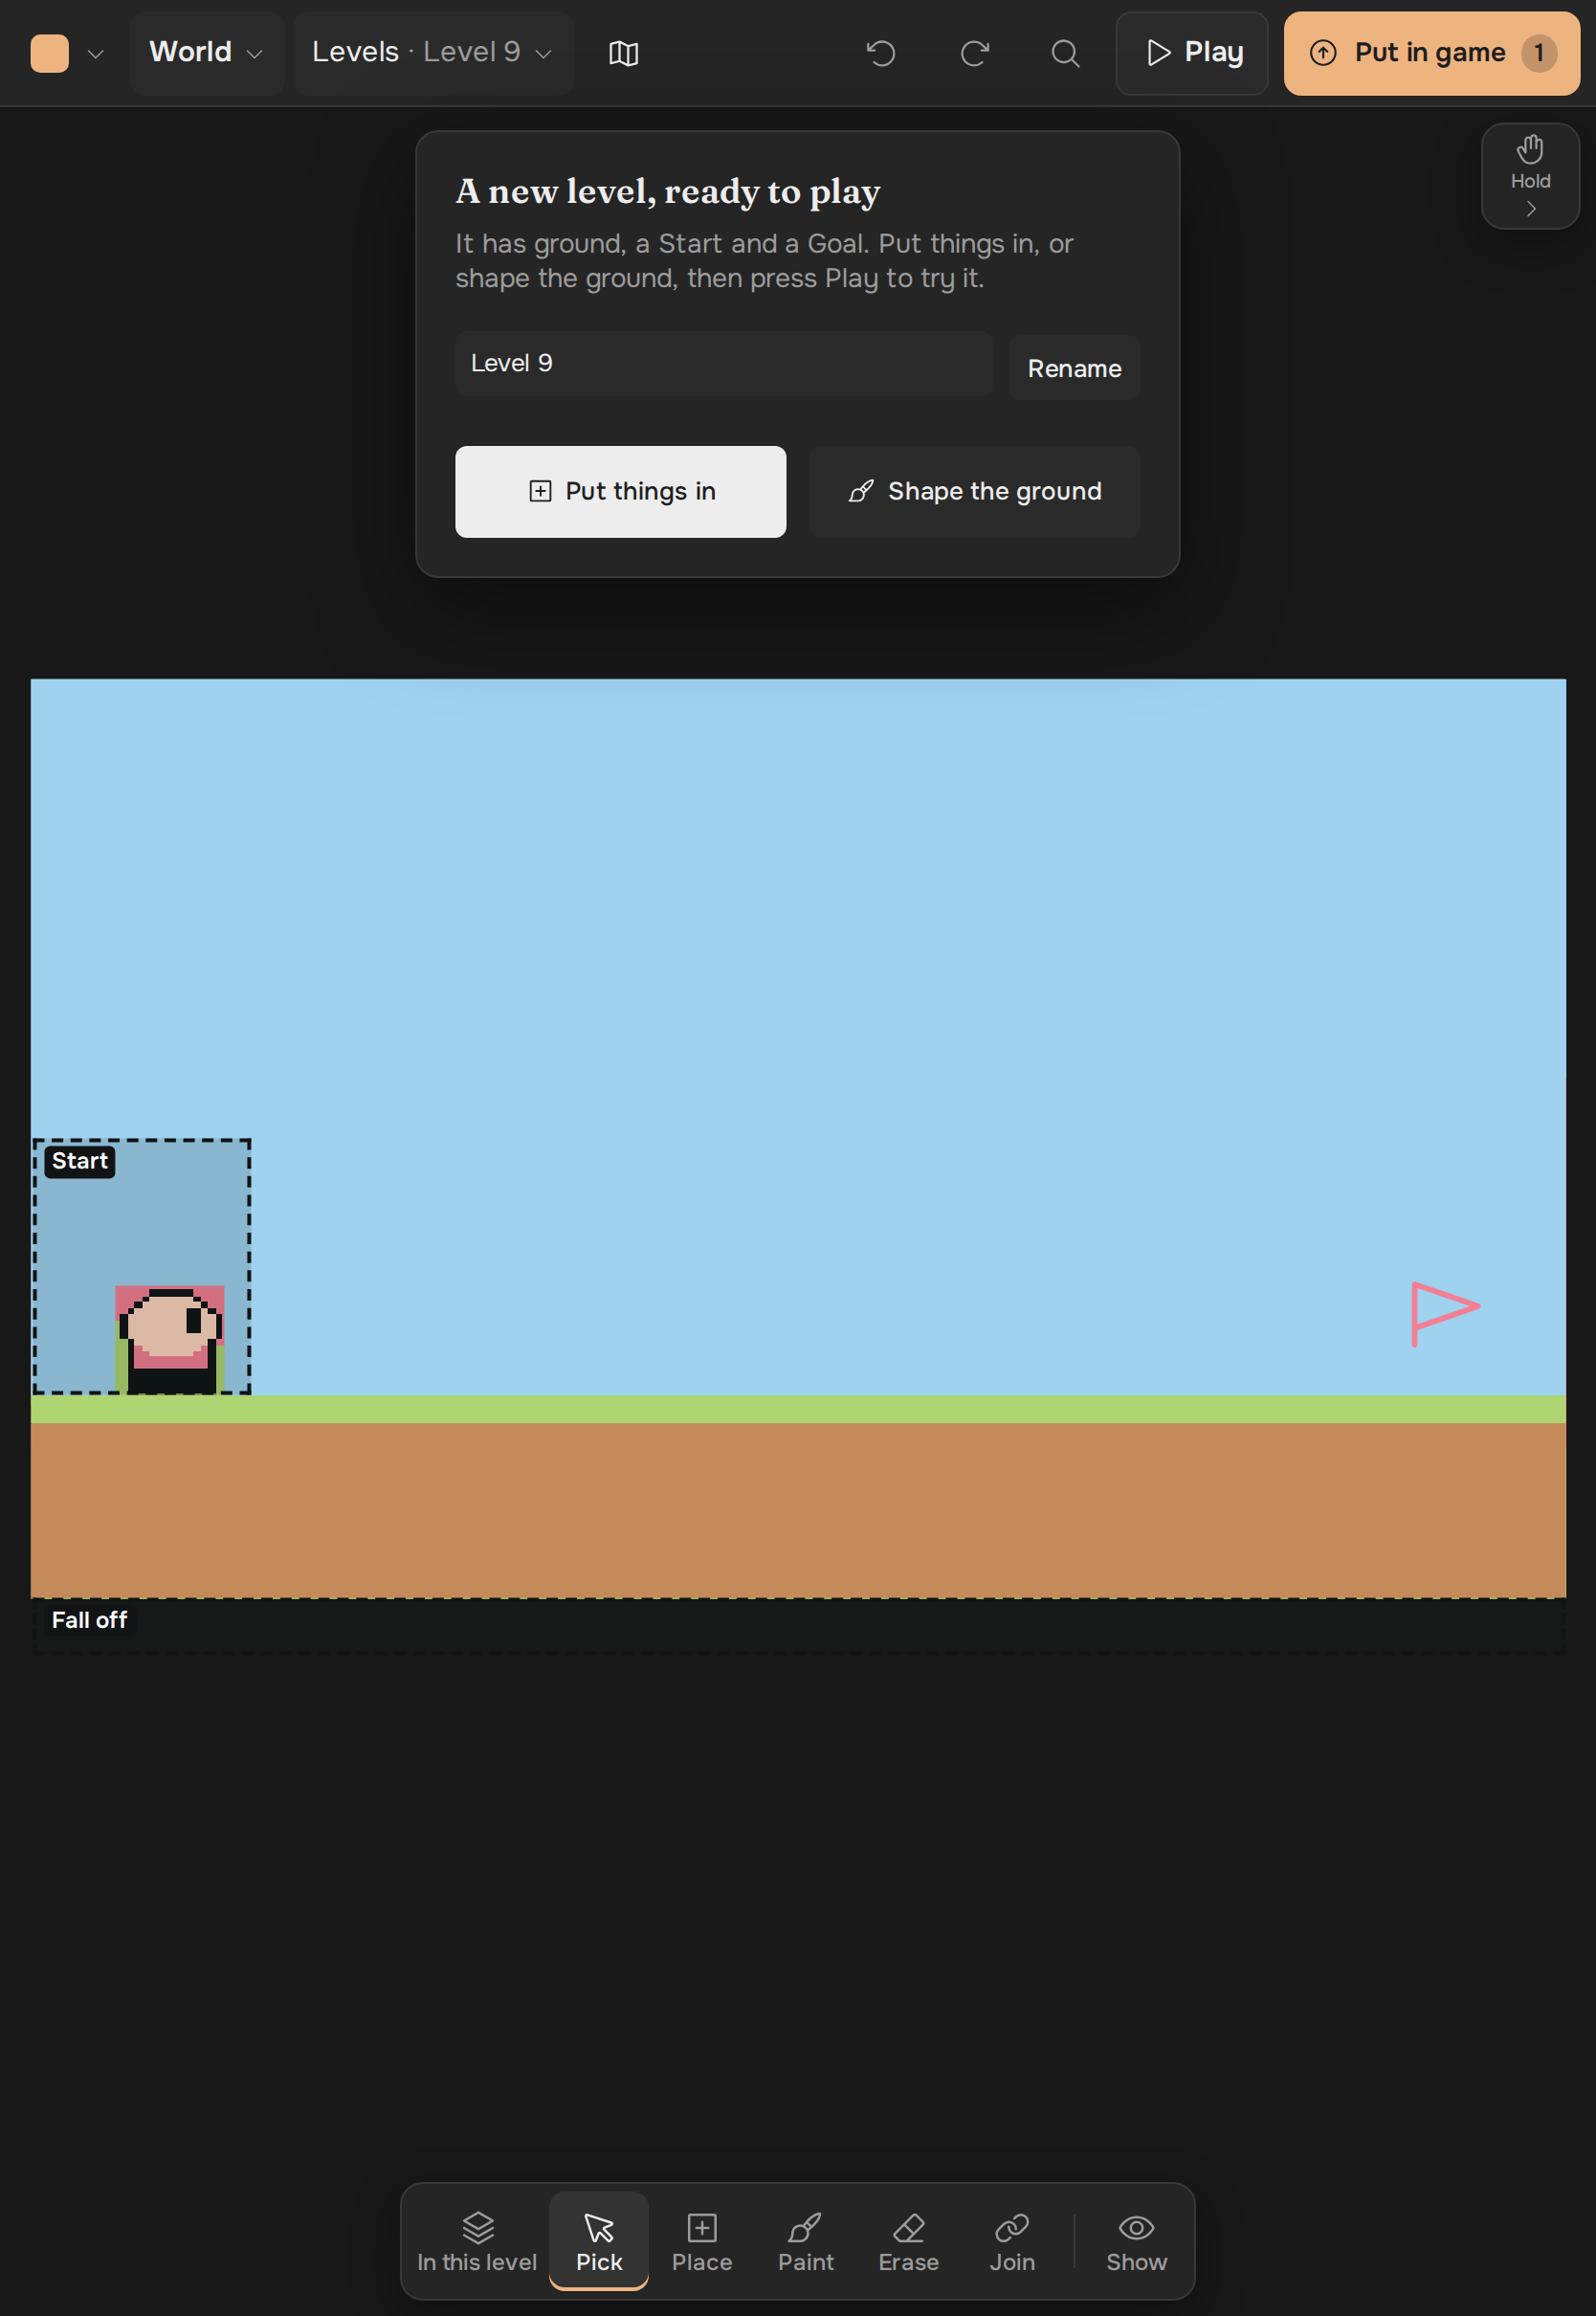 World
Levels · Level 9
Play
Put in game 1
Hold
A new level, ready to play
It has ground, a Start and a Goal. Put things in, or
shape the ground, then press Play to try it.
Level 9
Rename
Put things in
Shape the ground
Start
Fall off
In this level
Pick
Place
Paint
Erase
Join
Show